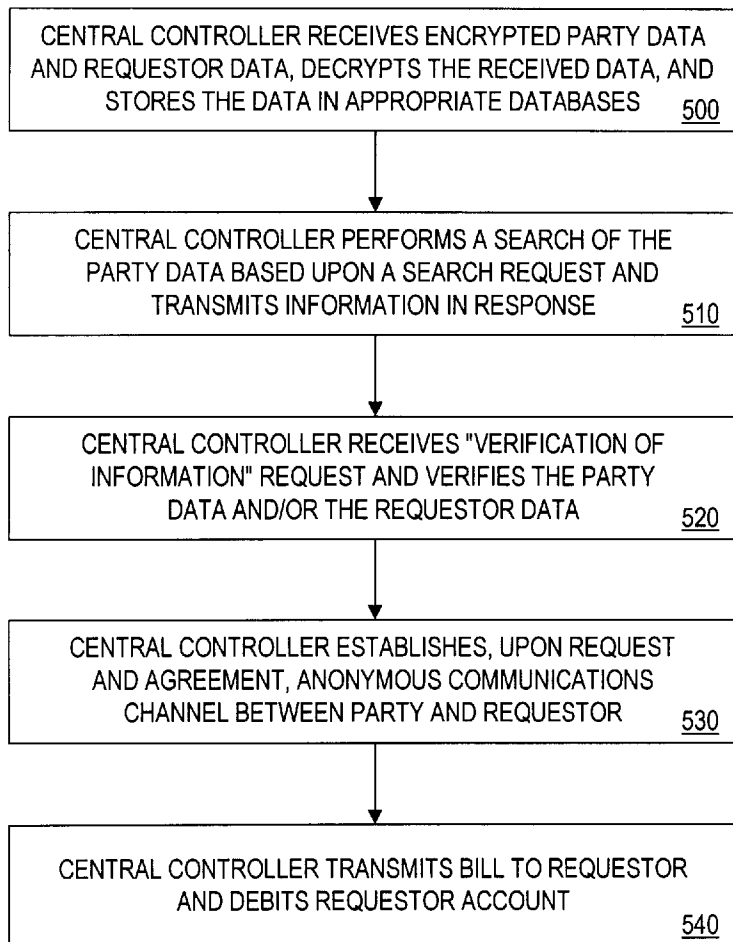 CENTRAL CONTROLLER RECEIVES ENCRYPTED PARTY DATA
AND REQUESTOR DATA, DECRYPTS THE RECEIVED DATA, AND
STORES THE DATA IN APPROPRIATE DATABASES
500
CENTRAL CONTROLLER PERFORMS A SEARCH OF THE
PARTY DATA BASED UPON A SEARCH REQUEST AND
TRANSMITS INFORMATION IN RESPONSE
510
CENTRAL CONTROLLER RECEIVES "VERIFICATION OF
INFORMATION" REQUEST AND VERIFIES THE PARTY
DATA AND/OR THE REQUESTOR DATA
520
CENTRAL CONTROLLER ESTABLISHES, UPON REQUEST
AND AGREEMENT, ANONYMOUS COMMUNICATIONS
CHANNEL BETWEEN PARTY AND REQUESTOR
530
CENTRAL CONTROLLER TRANSMITS BILL TO REQUESTOR
AND DEBITS REQUESTOR ACCOUNT
540